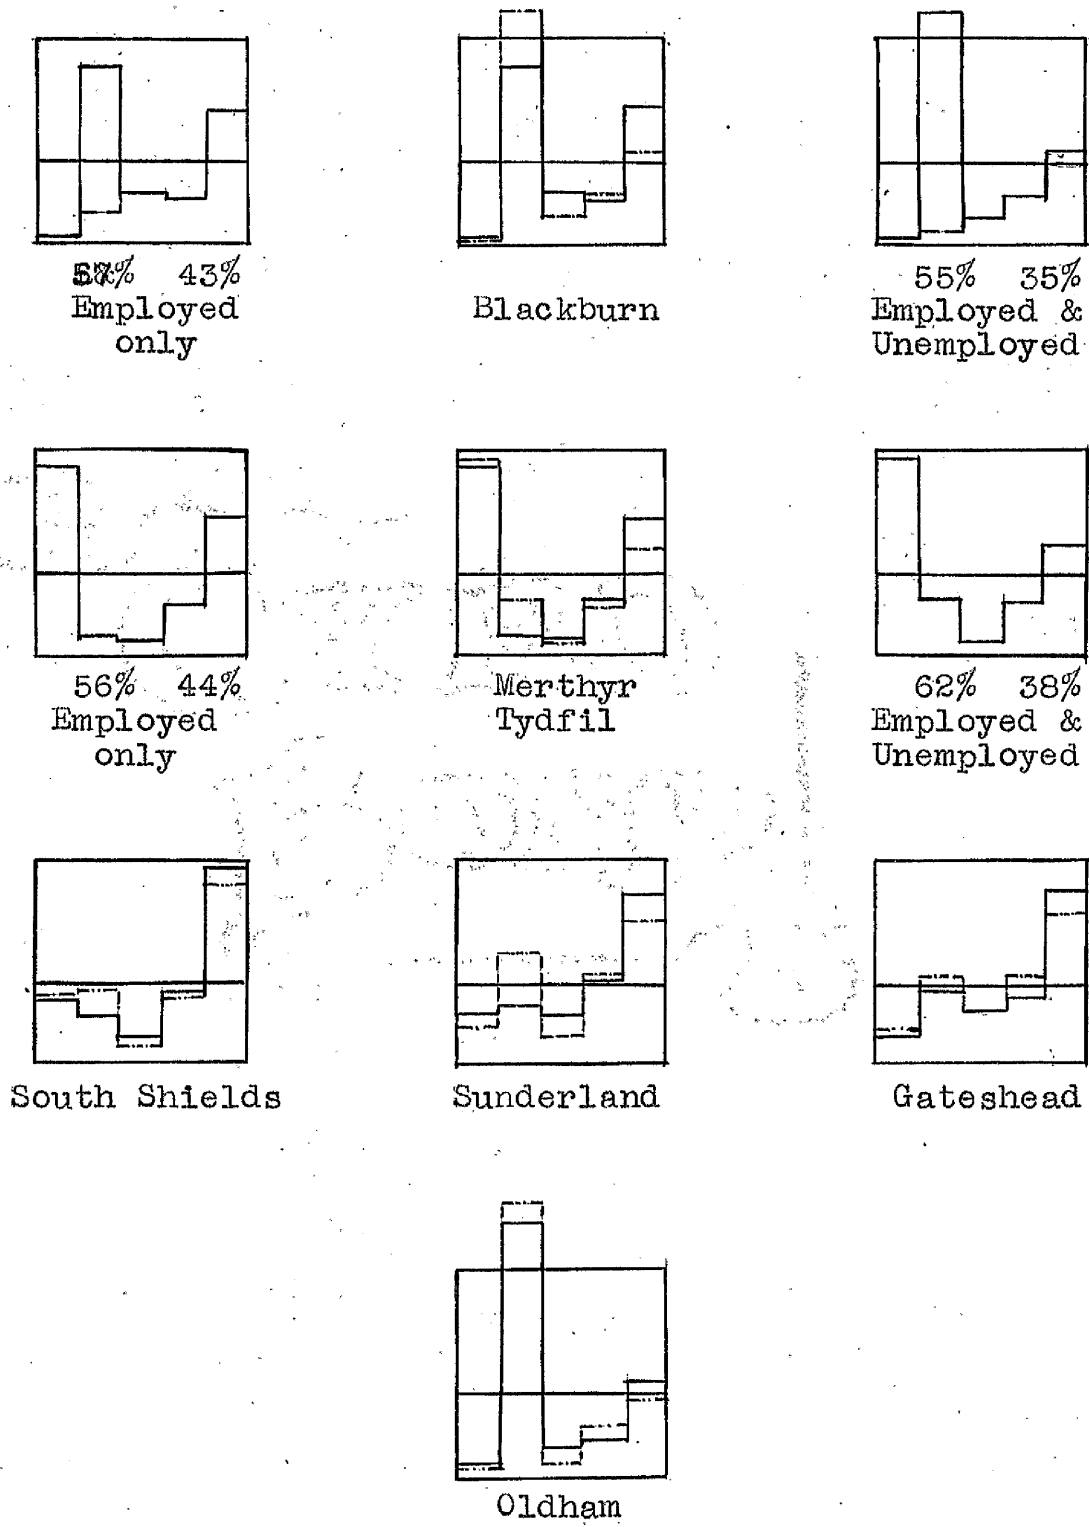 43%
Employed
only
Blackburn
55% 35%
Employed &
Unemployed
56% 44%
Employed
only
Merthyr
Tydfil
62% 38%
Employed &
Unemployed
South Shields
Sunderland
Gateshead
Oldham